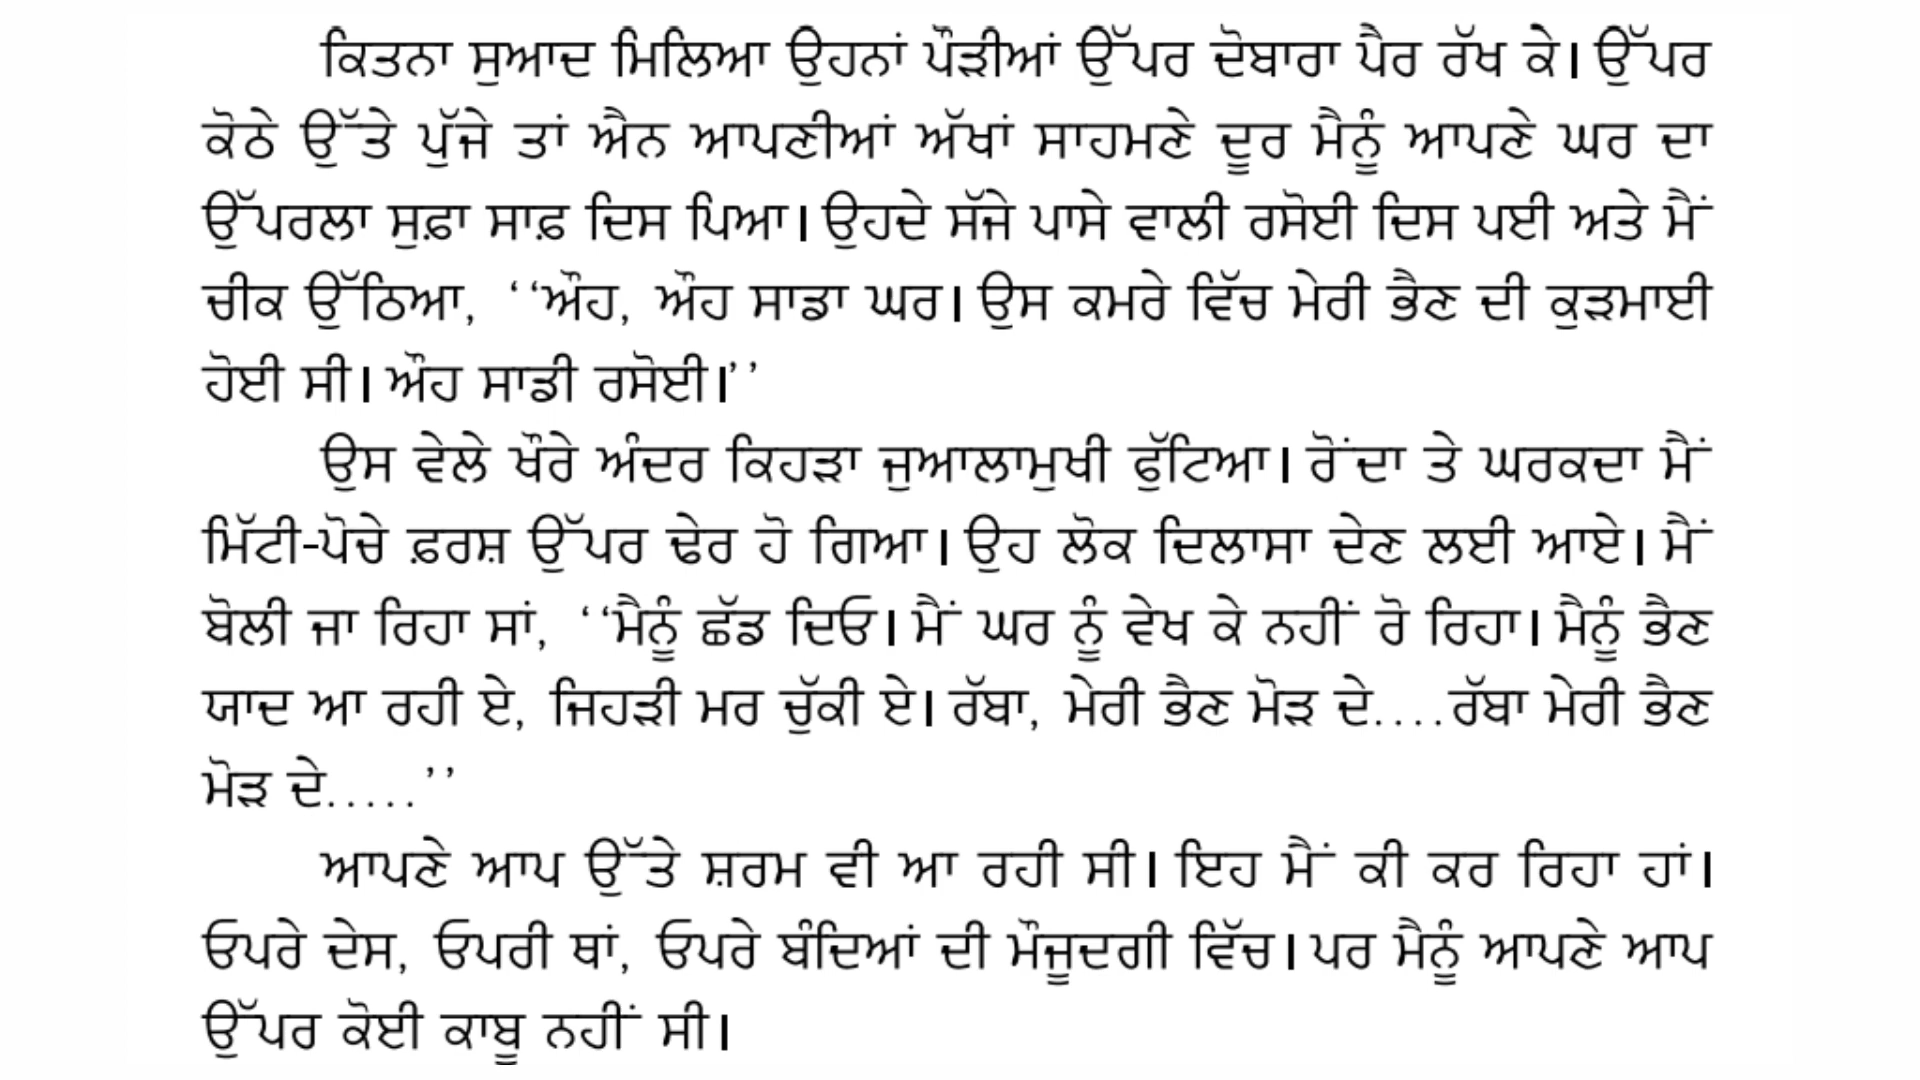 ਕਿਤਨਾ ਸੁਆਦ ਮਿਲਿਆ ਉਹਨਾਂ ਪੌੜੀਆਂ ਉੱਪਰ ਦੋਬਾਰਾ ਪੈਰ ਰੱਖ ਕੇ। ਉੱਪਰ
ਕੋਠੇ ਉੱਤੇ ਪੁੱਜੇ ਤਾਂ ਐਨ ਆਪਣੀਆਂ ਅੱਖਾਂ ਸਾਹਮਣੇ ਦੂਰ ਮੈਨੂੰ ਆਪਣੇ ਘਰ ਦਾ
ਉੱਪਰਲਾ ਸੁਫ਼ਾ ਸਾਫ਼ ਦਿਸ ਪਿਆ। ਉਹਦੇ ਸੱਜੇ ਪਾਸੇ ਵਾਲੀ ਰਸੋਈ ਦਿਸ ਪਈ ਅਤੇ ਮੈਂ
ਚੀਕ ਉੱਠਿਆ, ‘‘ਔਹ, ਔਹ ਸਾਡਾ ਘਰ। ਉਸ ਕਮਰੇ ਵਿੱਚ ਮੇਰੀ ਭੈਣ ਦੀ ਕੁੜਮਾਈ
ਹੋਈ ਸੀ। ਔਹ ਸਾਡੀ ਰਸੋਈ।’’
ਉਸ ਵੇਲੇ ਖੌਰੇ ਅੰਦਰ ਕਿਹੜਾ ਜੁਆਲਾਮੁਖੀ ਫੁੱਟਿਆ। ਰੋਂਦਾ ਤੇ ਘਰਕਦਾ ਮੈਂ
ਮਿੱਟੀ-ਪੋਚੇ ਫ਼ਰਸ਼ ਉੱਪਰ ਢੇਰ ਹੋ ਗਿਆ। ਉਹ ਲੋਕ ਦਿਲਾਸਾ ਦੇਣ ਲਈ ਆਏ। ਮੈਂ
ਬੋਲੀ ਜਾ ਰਿਹਾ ਸਾਂ, ‘‘ਮੈਨੂੰ ਛੱਡ ਦਿਓ। ਮੈਂ ਘਰ ਨੂੰ ਵੇਖ ਕੇ ਨਹੀਂ ਰੋ ਰਿਹਾ। ਮੈਨੂੰ ਭੈਣ
ਯਾਦ ਆ ਰਹੀ ਏ, ਜਿਹੜੀ ਮਰ ਚੁੱਕੀ ਏ। ਰੱਬਾ, ਮੇਰੀ ਭੈਣ ਮੋੜ ਦੇ....ਰੱਬਾ ਮੇਰੀ ਭੈਣ
ਮੋੜ ਦੇ.....’’
ਆਪਣੇ ਆਪ ਉੱਤੇ ਸ਼ਰਮ ਵੀ ਆ ਰਹੀ ਸੀ। ਇਹ ਮੈਂ ਕੀ ਕਰ ਰਿਹਾ ਹਾਂ।
ਓਪਰੇ ਦੇਸ, ਓਪਰੀ ਥਾਂ, ਓਪਰੇ ਬੰਦਿਆਂ ਦੀ ਮੌਜੂਦਗੀ ਵਿੱਚ। ਪਰ ਮੈਨੂੰ ਆਪਣੇ ਆਪ
ਉੱਪਰ ਕੋਈ ਕਾਬੂ ਨਹੀਂ ਸੀ।